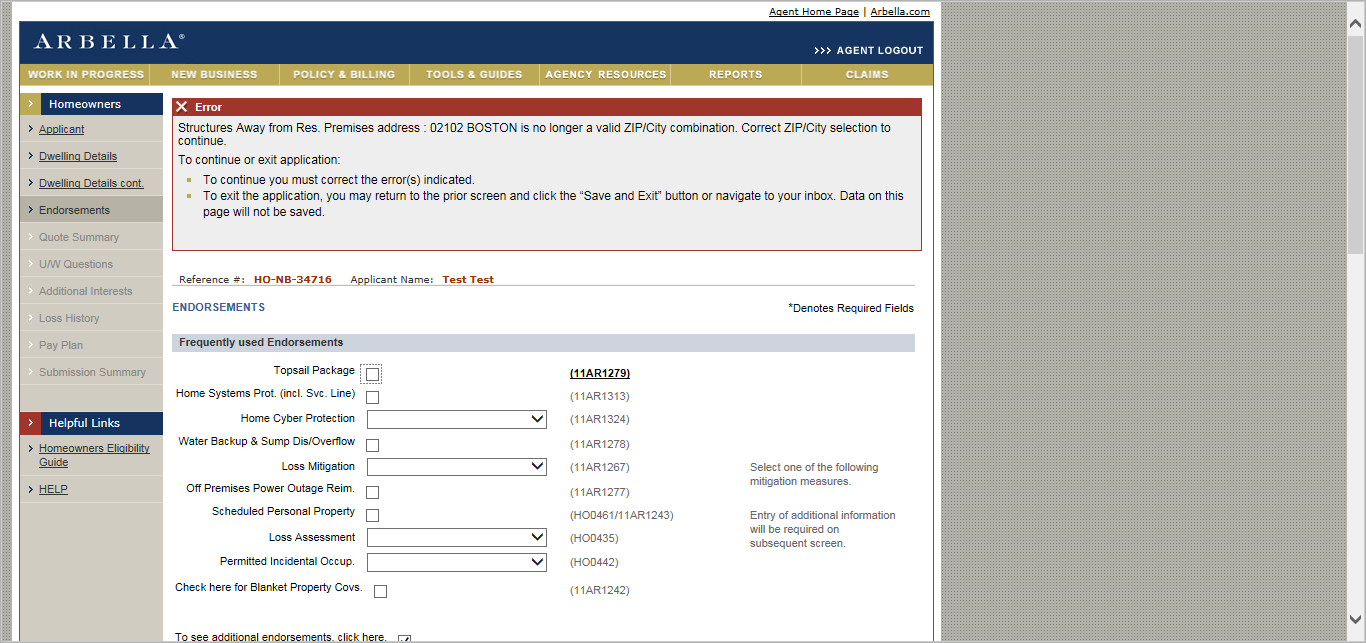 Agent Home Page | Arbella.com
ARBELLA®
>>> AGENT LOGOUT
WORK IN PROGRESS NEW BUSINESS POLICY & BILLING TOOLS & GUIDES AGENCY RESOURCES REPORTS CLAIMS
Homeowners
Applicant
Dwelling Details
Dwelling Details cont.
Endorsements
Quote Summary
U/W Questions
Additional Interests
Loss History
Pay Plan
Submission Summary
Helpful Links
Homeowners Eligibility
Guide
HELP
Error
Structures Away from Res. Premises address : 02102 BOSTON is no longer a valid ZIP/City combination. Correct ZIP/City selection to
continue.
To continue or exit application:
To continue you must correct the error(s) indicated.
To exit the application, you may return to the prior screen and click the “Save and Exit” button or navigate to your inbox. Data on this
page will not be saved.
Reference #: HO-NB-34716 Applicant Name: Test Test
ENDORSEMENTS
*Denotes Required Fields
Frequently used Endorsements
Topsail Package (11AR1279)
Home Systems Prot. (incl. Svc. Line) (11AR1313)
Home Cyber Protection (11AR1324)
Water Backup & Sump Dis/Overflow (11AR1278)
Loss Mitigation (11AR1267) Select one of the following
mitigation measures.
Off Premises Power Outage Reim. (11AR1277)
Scheduled Personal Property (HO0461/11AR1243) Entry of additional information
will be required on
subsequent screen.
Loss Assessment (HO0435)
Permitted Incidental Occup. (HO0442)
Check here for Blanket Property Covs. (11AR1242)
To see additional endorsements, click here.